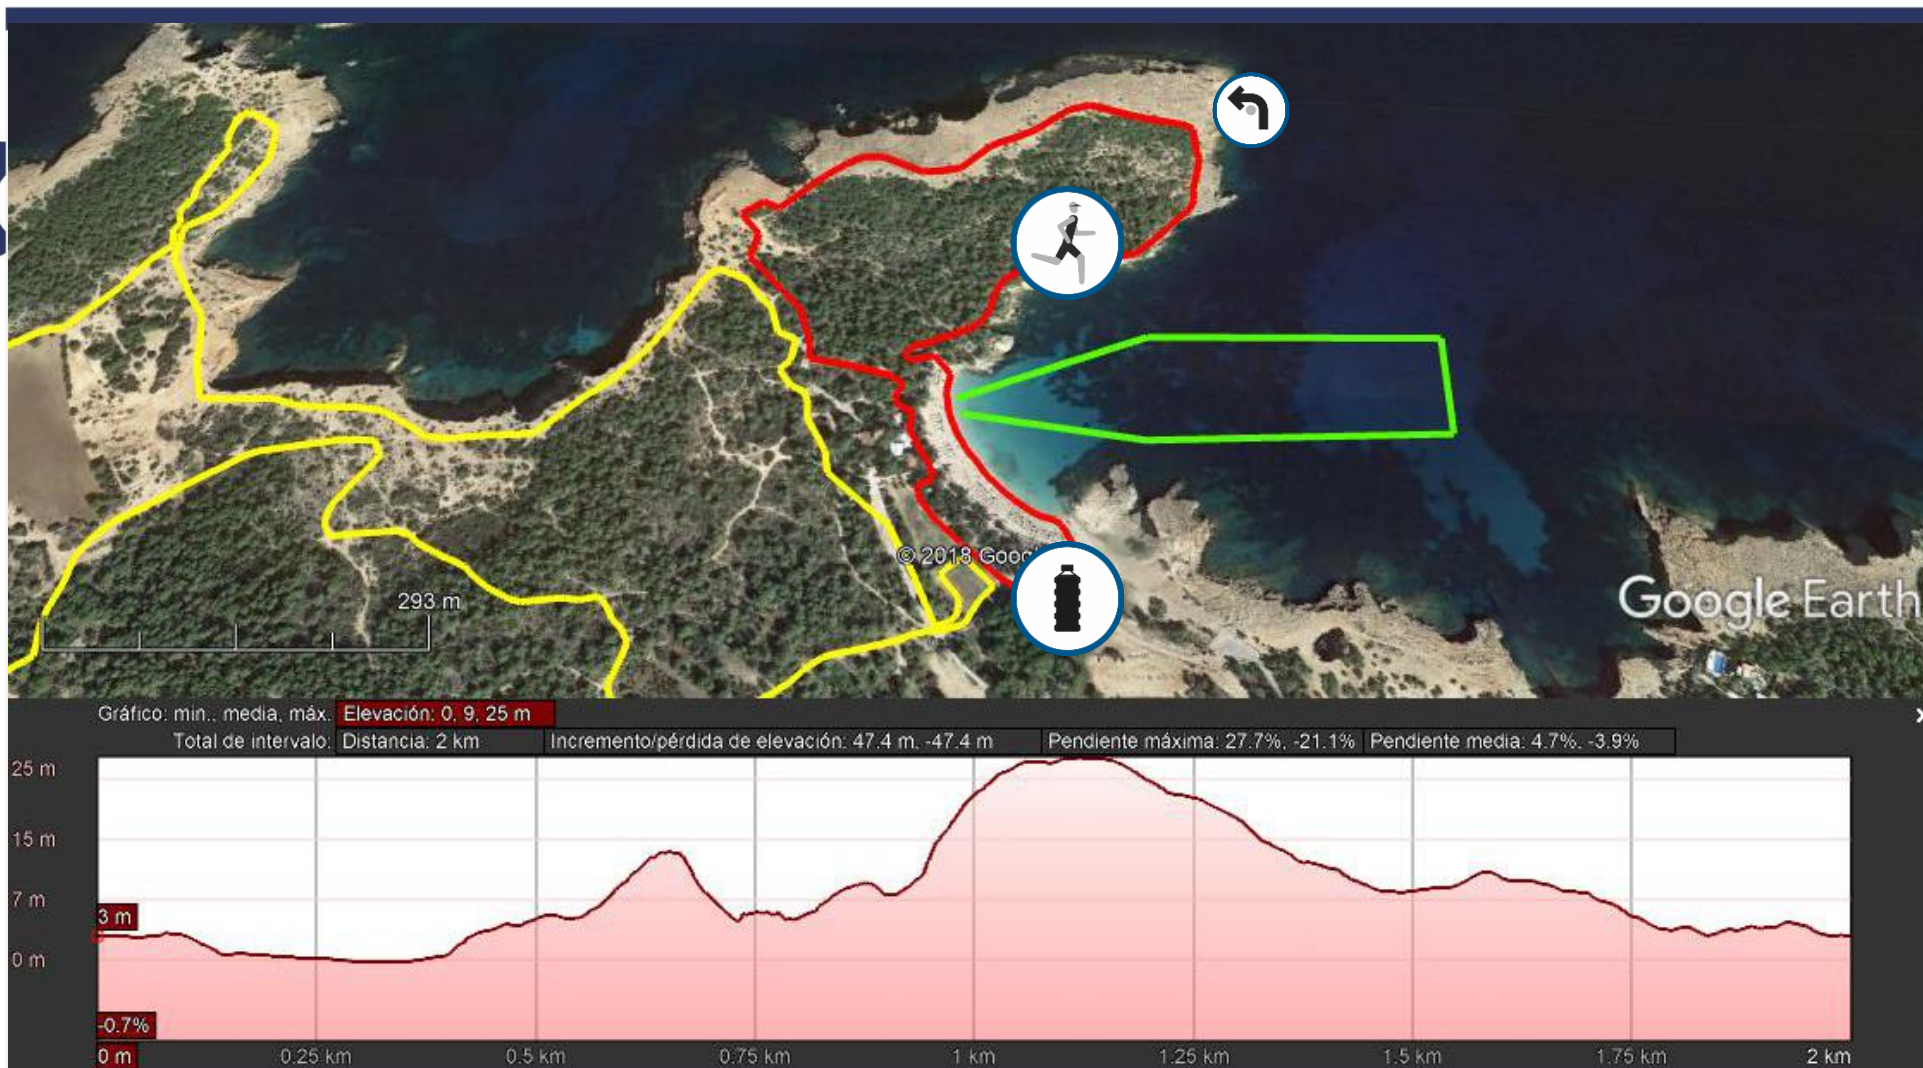 © 2018 Googl
293 m
Google Earth
Gráfico: min., media, máx. Elevación: 0, 9, 25 m
Total de intervalo: Distancia: 2 km Incremento/pérdida de elevación: 47.4 m, -47.4 m Pendiente máxima: 27.7%, -21.1% Pendiente media: 4.7%, -3.9%
25 m
15 m
7 m
3 m
0 m
-0.7%
0 m 0.25 km 0.5 km 0.75 km 1 km 1.25 km 1.5 km 1.75 km 2 km